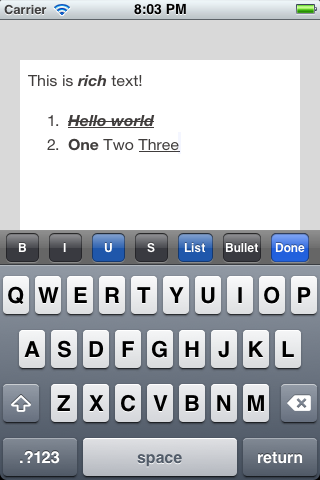 Carrier 8:03 PM
This is rich text!
1. Hello world
2. One Two Three
B I U S List Bullet Done
Q W E R T Y U I O P
A S D F G H J K L
Z X C V B N M
.?123 space return